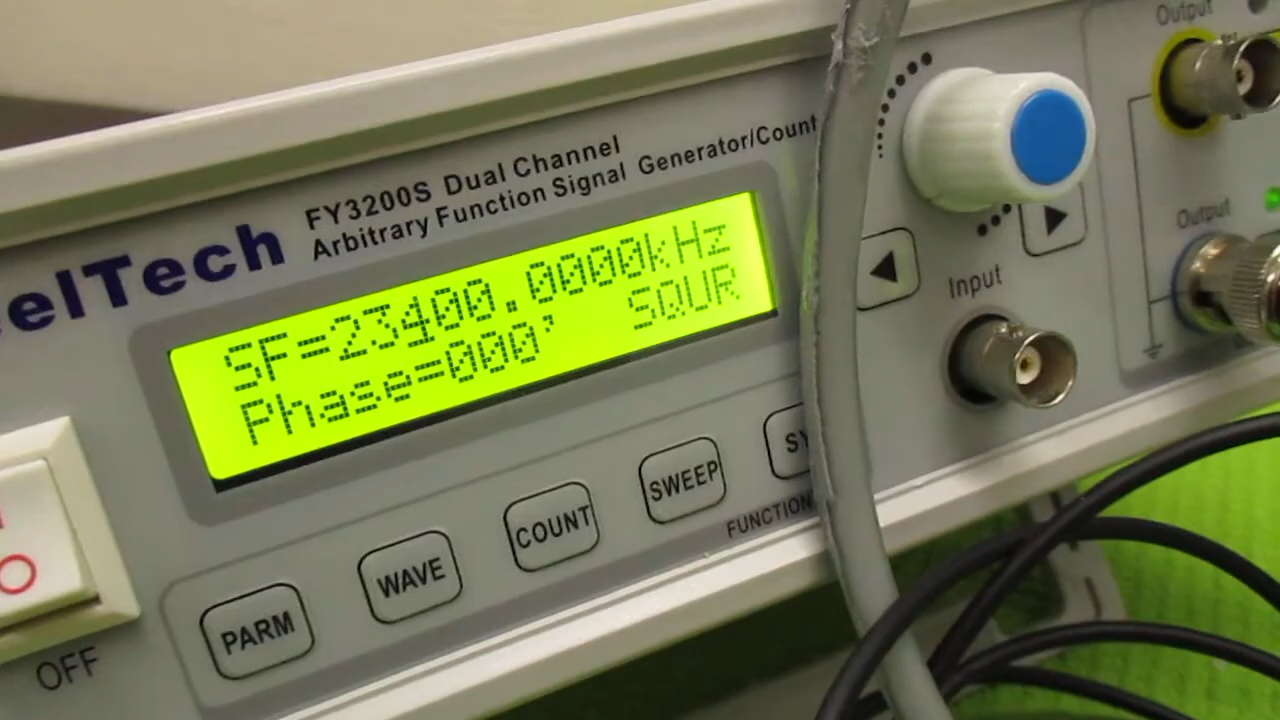 Output
FY3200S Dual Channel
Arbitrary Function Signal Generator/Count
elTech
SF=23400.0000kHz
Phase=000' SQUR
Output
Input
PARM
WAVE
COUNT
SWEEP
SY
FUNCTION
OFF